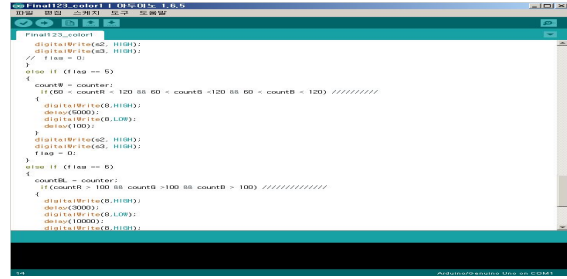 Final123_color1 | 아두이노 1.6.5
파일 편집 스케치 도구 도움말
Final123_color1
digitalWrite(s2, HIGH);
digitalWrite(s3, HIGH);
// flag = 0;
}
else if (flag == 5)
{
countW = counter;
if(60 < countR < 120 && 60 < countG <120 && 60 < countB < 120) //////////
{
digitalWrite(8,HIGH);
delay(5000);
digitalWrite(8,LOW);
delay(100);
}
digitalWrite(s2, HIGH);
digitalWrite(s3, HIGH);
flag = 0;
}
else if (flag == 6)
{
countBL = counter;
if(countR > 100 && countG >100 && countB > 100) //////////////
{
digitalWrite(8,HIGH);
delay(3000);
digitalWrite(8,LOW);
delay(10000);
digitalWrite(8,HIGH);
14
Arduino/Genuino Uno on COM1